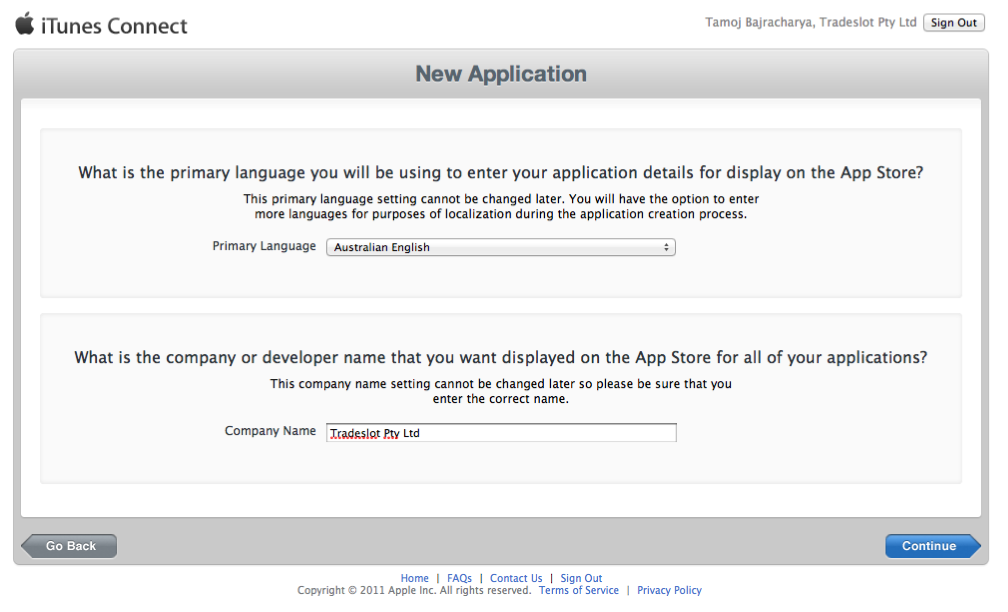 iTunes Connect
Tamoj Bajracharya, Tradeslot Pty Ltd Sign Out
New Application
What is the primary language you will be using to enter your application details for display on the App Store?
This primary language setting cannot be changed later. You will have the option to enter
more languages for purposes of localization during the application creation process.
Primary Language Australian English
What is the company or developer name that you want displayed on the App Store for all of your applications?
This company name setting cannot be changed later so please be sure that you
enter the correct name.
Company Name Tradeslot Pty Ltd
Go Back Continue
Home | FAQs | Contact Us | Sign Out
Copyright © 2011 Apple Inc. All rights reserved. Terms of Service | Privacy Policy